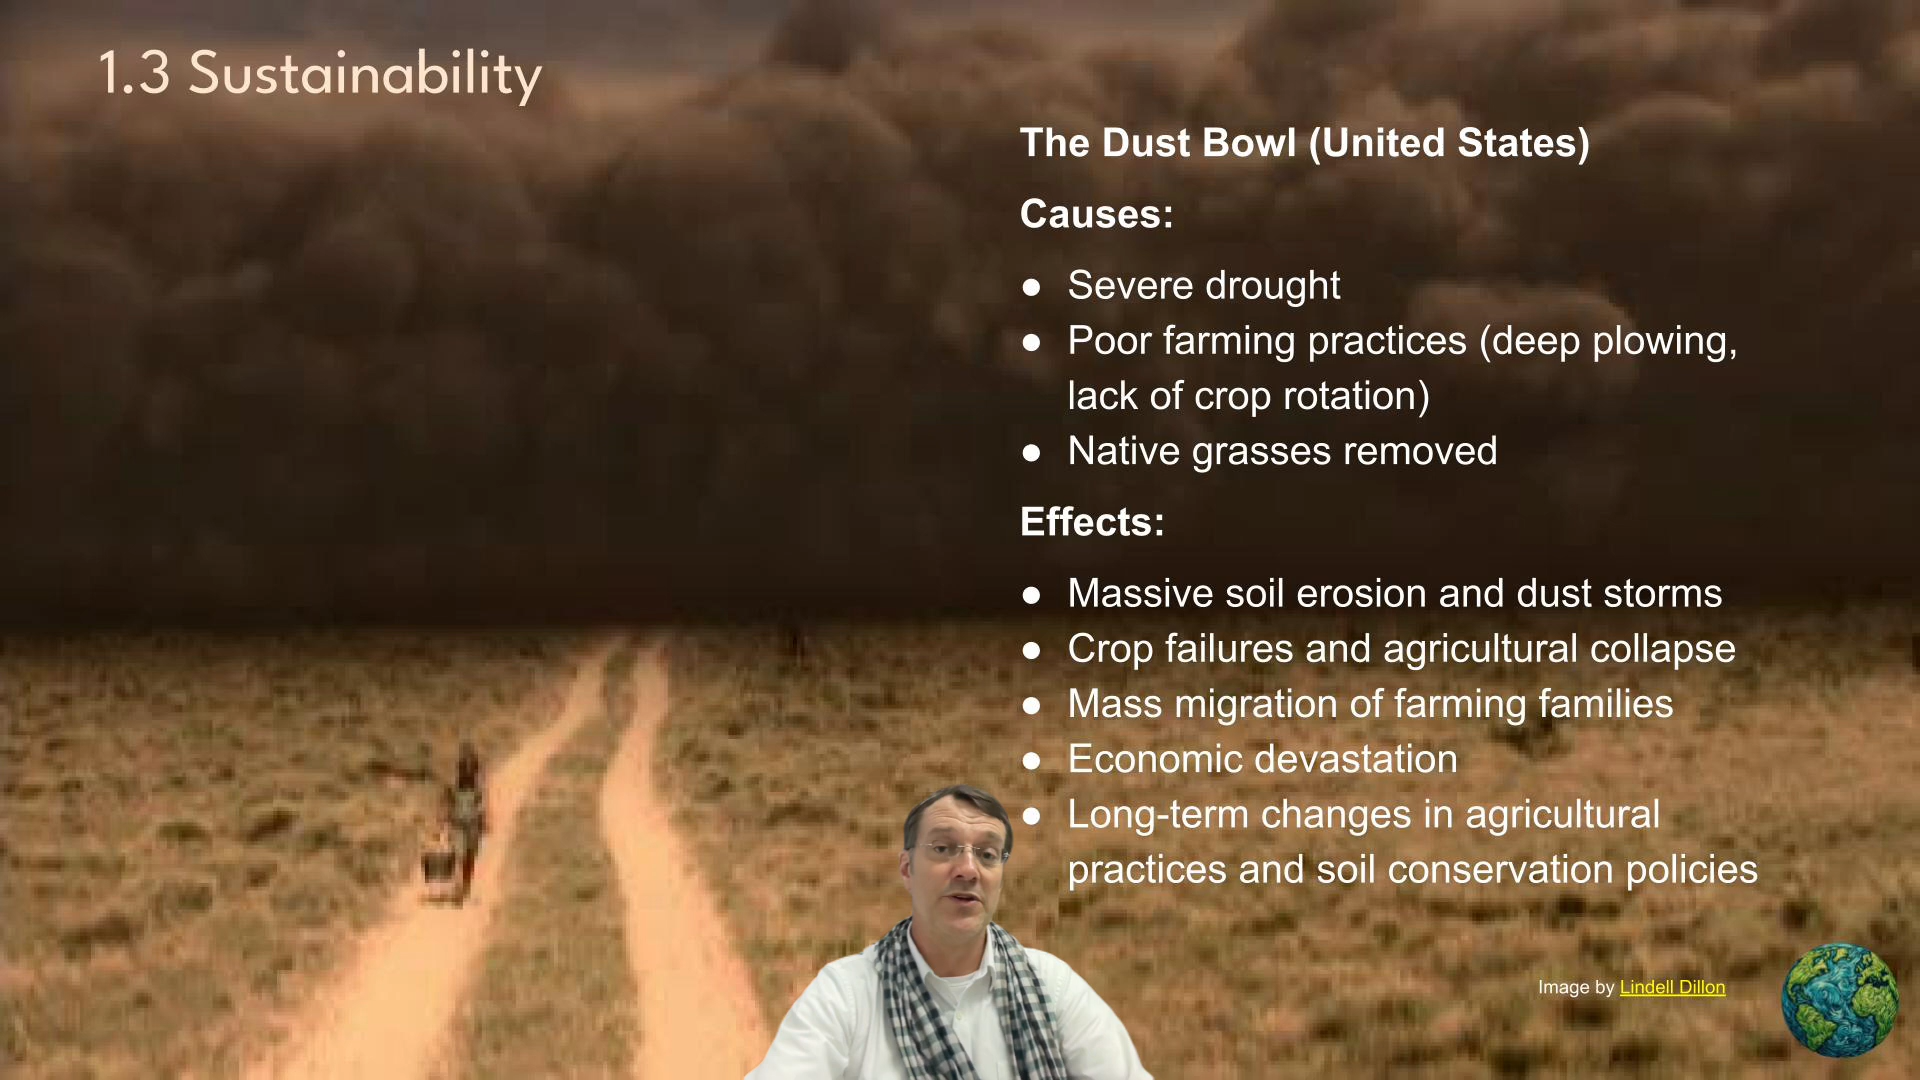 1.3 Sustainability
The Dust Bowl (United States)
Causes:
● Severe drought
● Poor farming practices (deep plowing,
lack of crop rotation)
● Native grasses removed
Effects:
● Massive soil erosion and dust storms
● Crop failures and agricultural collapse
● Mass migration of farming families
● Economic devastation
● Long-term changes in agricultural
practices and soil conservation policies
Image by Lindell Dillon